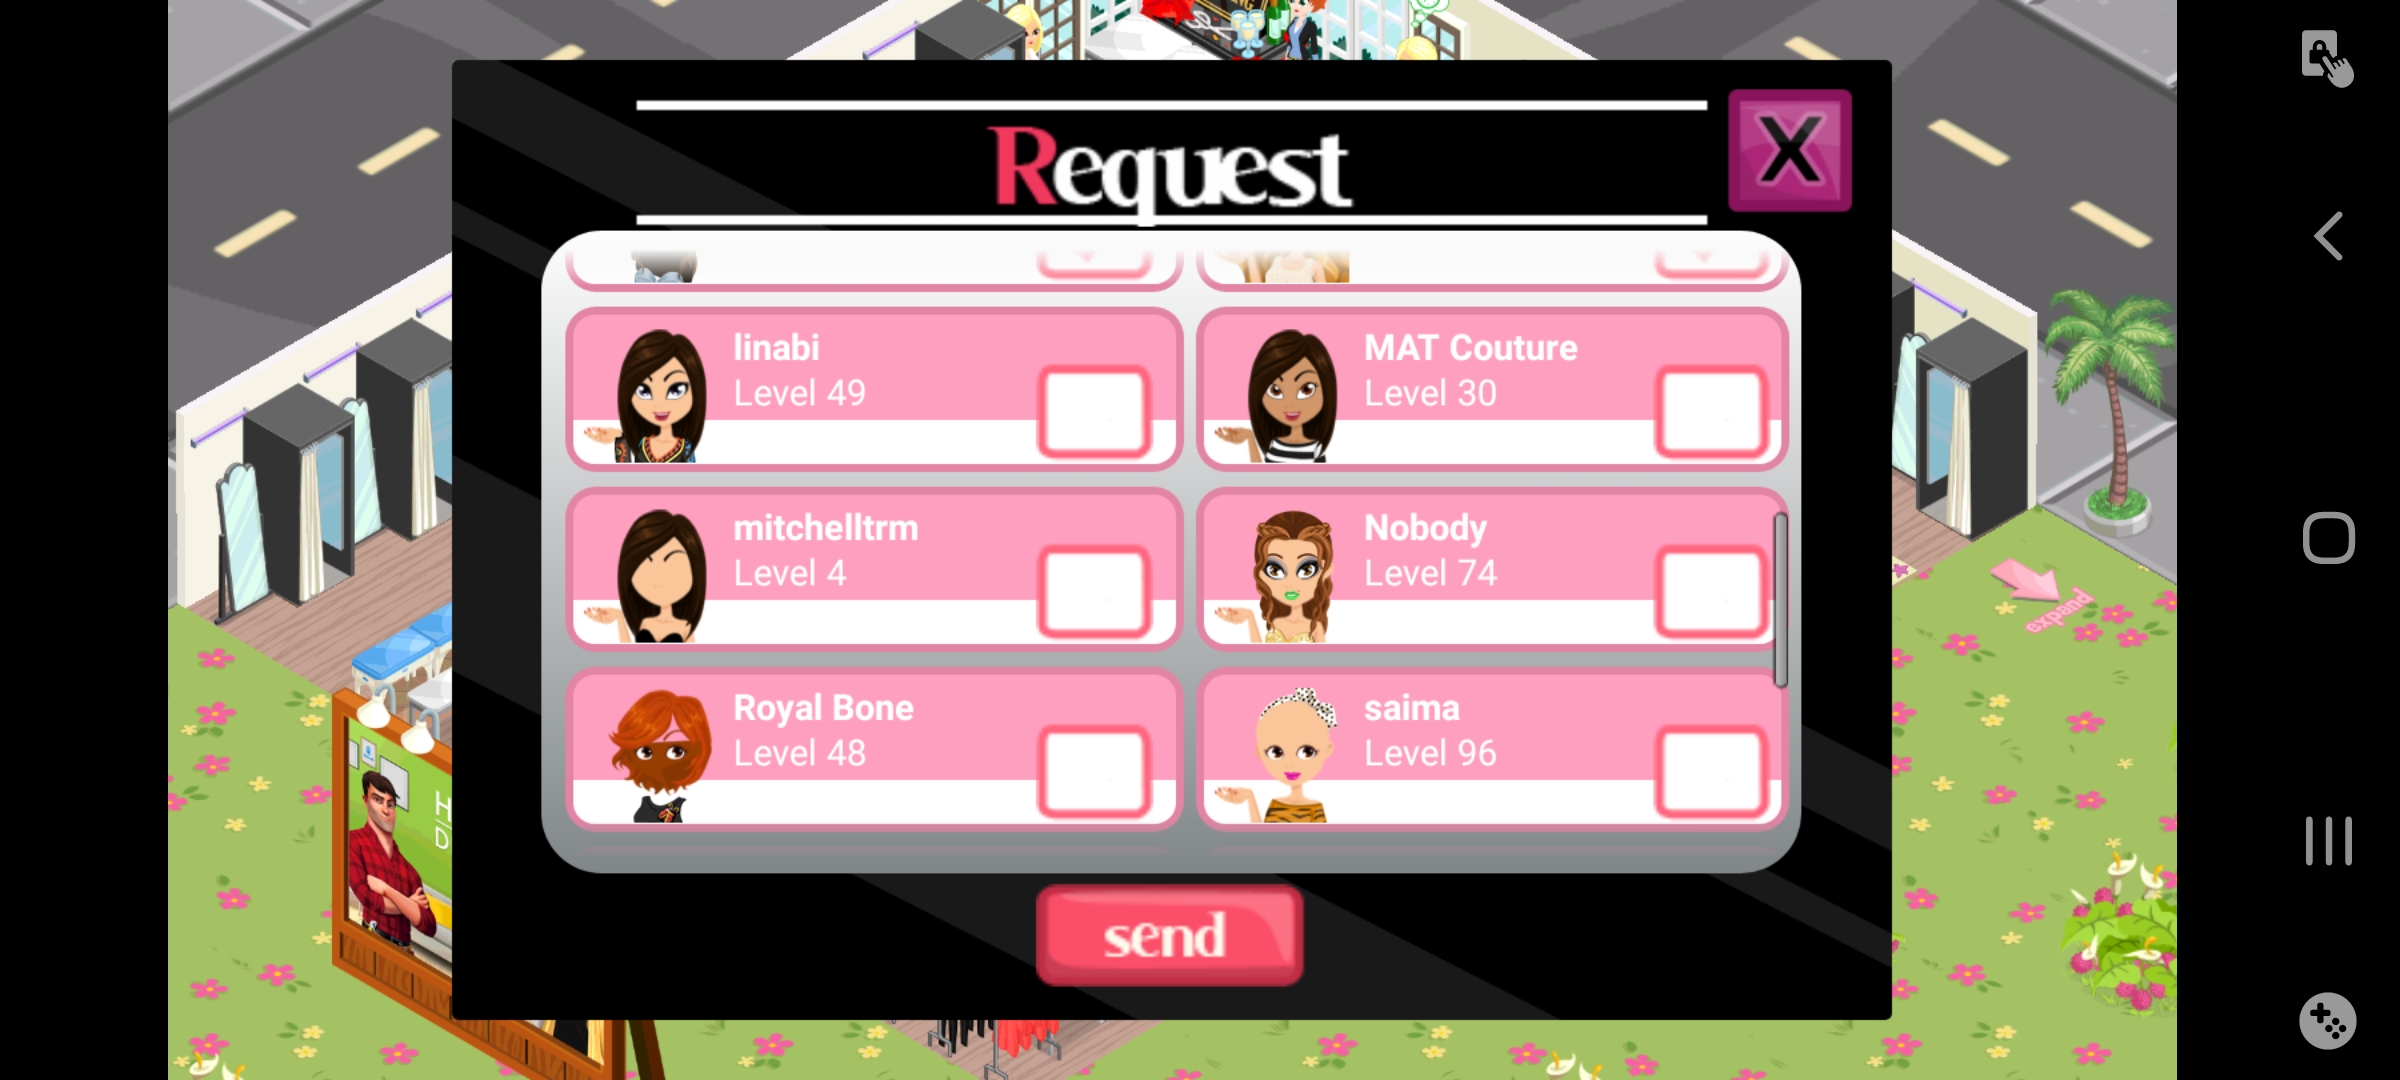 Request
X
linabi
Level 49
MAT Couture
Level 30
mitchelltrm
Level 4
Nobody
Level 74
Royal Bone
Level 48
saima
Level 96
send
expand
H
D